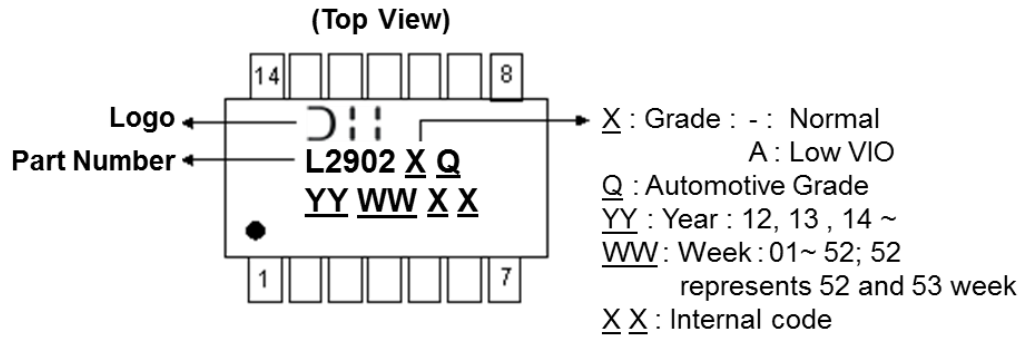 (Top View)
14 8
Logo
Part Number
L2902 X Q
YY WW X X
1 7
X : Grade : - : Normal
A : Low VIO
Q : Automotive Grade
YY : Year : 12, 13 , 14 ~
WW : Week : 01~ 52; 52
represents 52 and 53 week
X X : Internal code